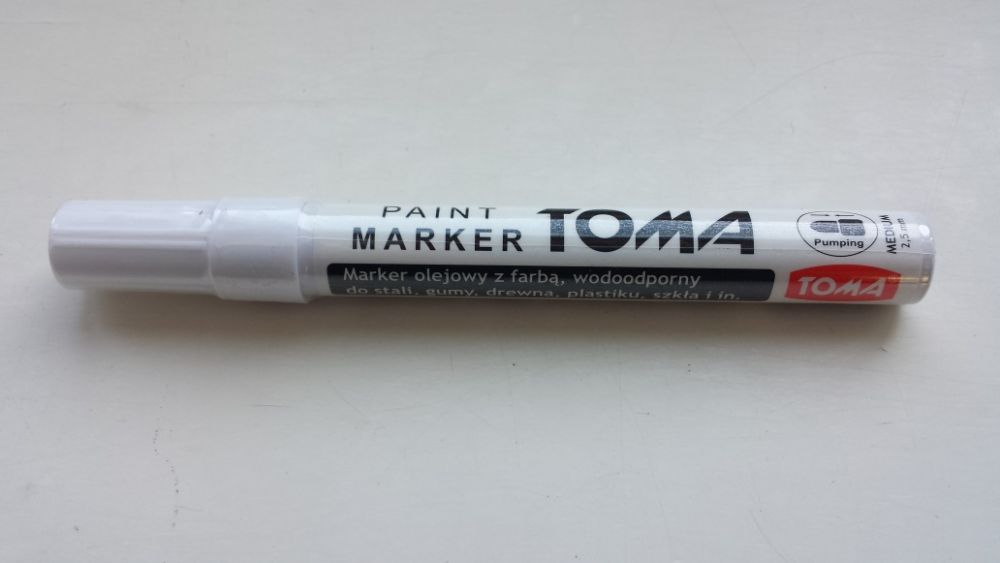 PAINT
MARKER
TOMA
Marker olejowy z farbą, wodoodporny
do stali, gumy, drewna, plastiku, szkła i in.
Pumping
MEDIUM
2,5 mm
TOMA